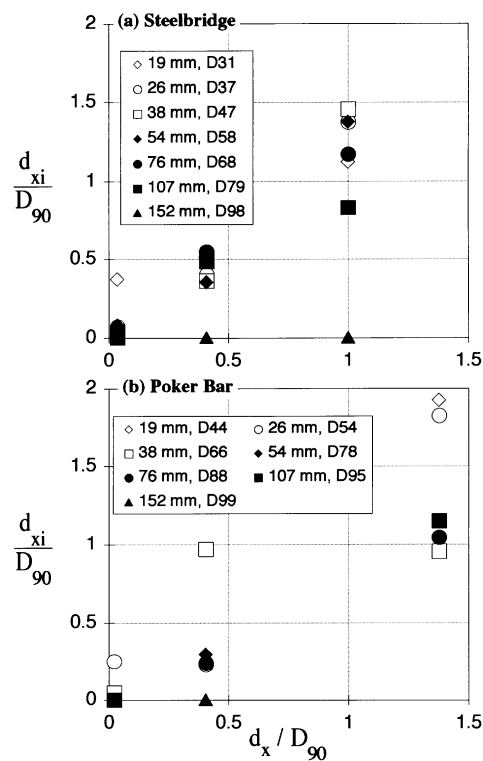 2
(a) Steelbridge
19 mm, D31
26 mm, D37
38 mm, D47
54 mm, D58
76 mm, D68
107 mm, D79
152 mm, D98
1.5
1
0.5
0
d xi
D 90
0 0.5 1 1.5
2
(b) Poker Bar
19 mm, D44 26 mm, D54
38 mm, D66 54 mm, D78
76 mm, D88 107 mm, D95
152 mm, D99
1.5
1
0.5
0
d xi
D 90
0 0.5 1 1.5
d x / D 90